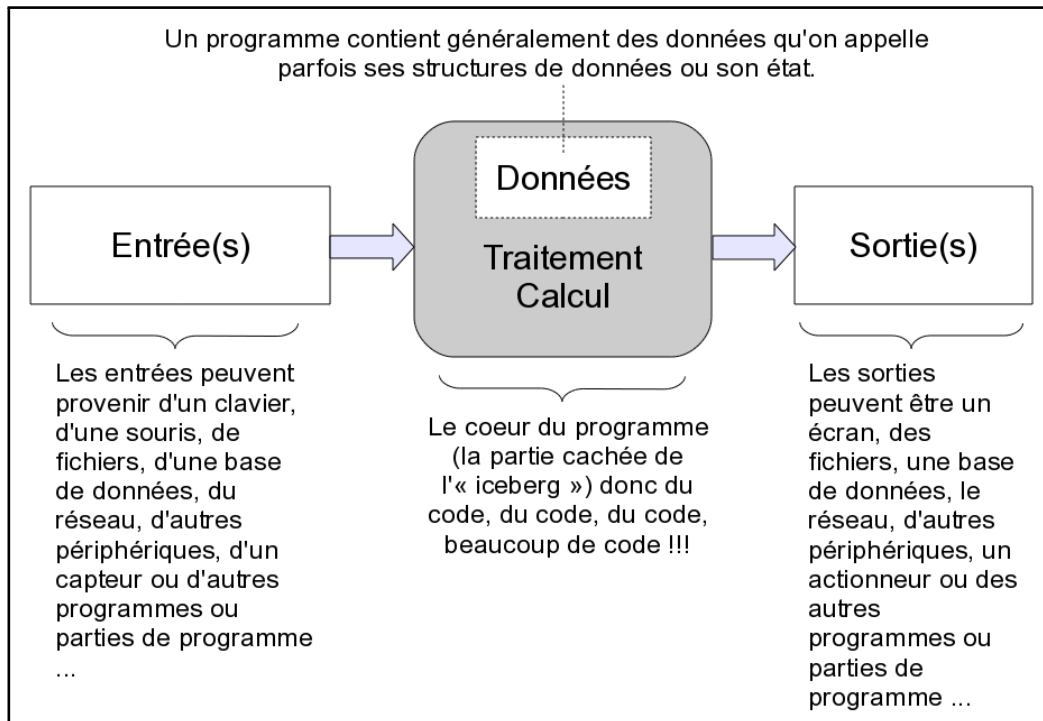 Un programme contient généralement des données qu'on appelle
parfois ses structures de données ou son état.
Données
Entrée(s)
Traitement
Calcul
Sortie(s)
Les entrées peuvent
provenir d'un clavier,
d'une souris, de
fichiers, d'une base
de données, du
réseau, d'autres
périphériques, d'un
capteur ou d'autres
programmes ou
parties de programme
...
Le coeur du programme
(la partie cachée de
l'« iceberg ») donc du
code, du code, du code,
beaucoup de code !!!
Les sorties
peuvent être un
écran, des
fichiers, une base
de données, le
réseau, d'autres
périphériques, un
actionneur ou des
autres
programmes ou
parties de
programme ...